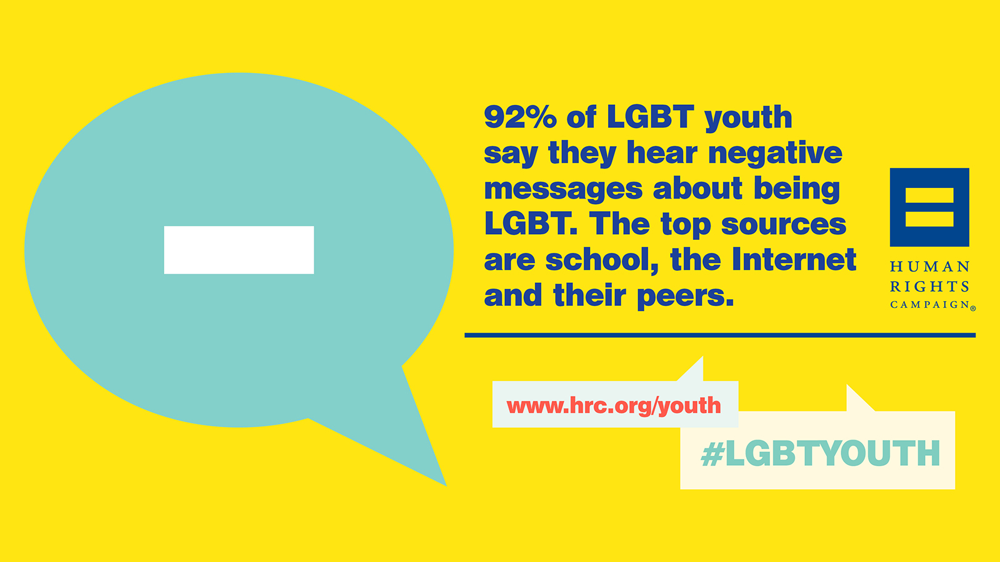 92% of LGBT youth
say they hear negative
messages about being
LGBT. The top sources
are school, the Internet
and their peers.
HUMAN
RIGHTS
CAMPAIGN®
www.hrc.org/youth
#LGBTYOUTH